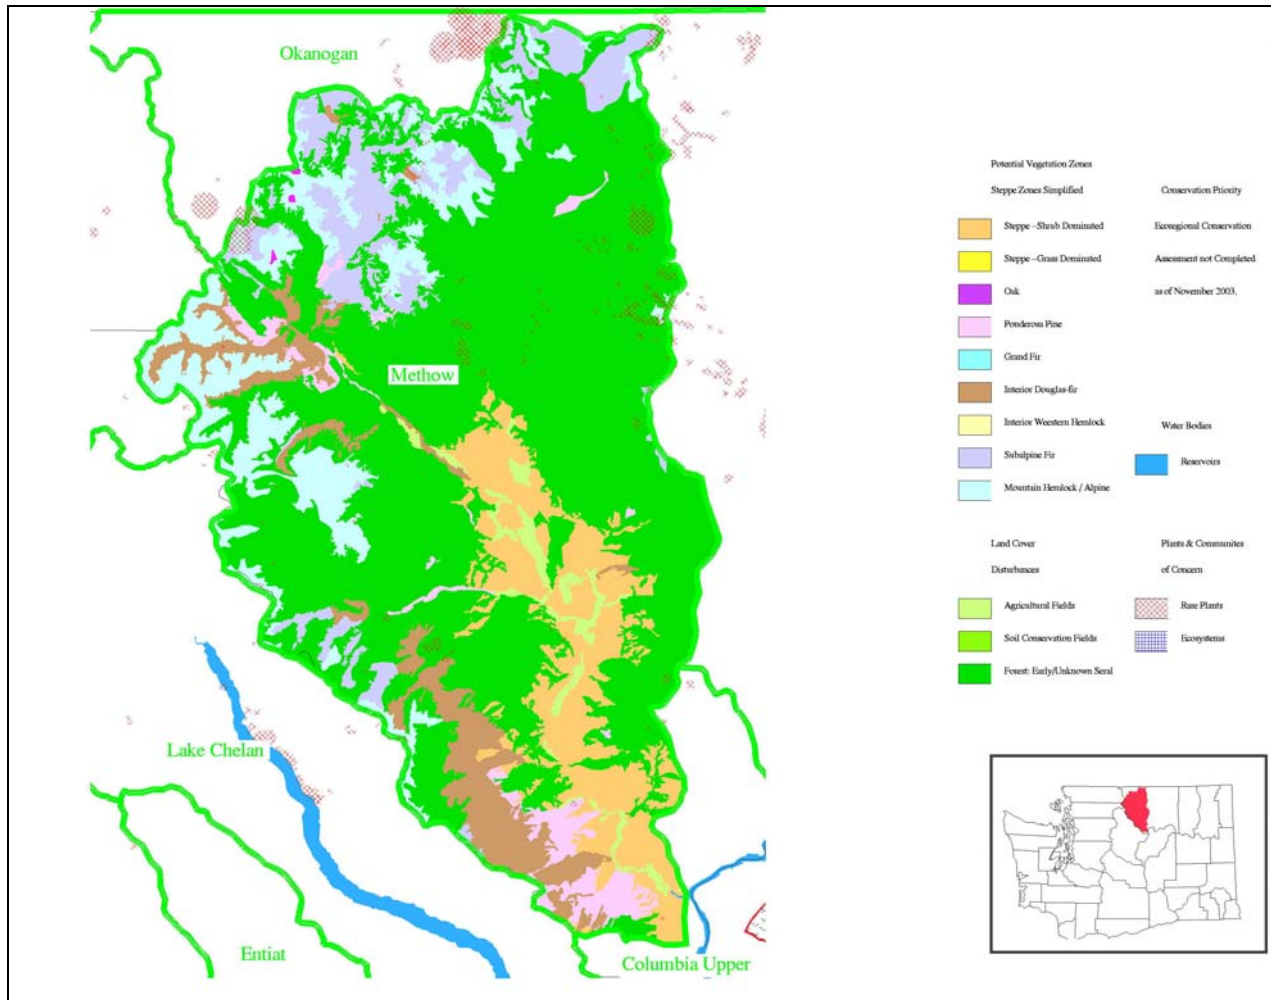 Okanogan
Methow
Lake Chelan
Entiat
Columbia Upper
Potential Vegetation Zones
Steppe Zones Simplified
Steppe – Shrub Dominated
Steppe – Grass Dominated
Oak
Ponderosa Pine
Grand Fir
Interior Douglas-fir
Interior Weestern Hemlock
Subalpine Fir
Mountain Hemlock / Alpine
Conservation Priority
Ecoregional Conservation
Assessment not Completed
as of November 2003.
Water Bodies
Reservoirs
Land Cover
Disturbances
Agricultural Fields
Soil Conservation Fields
Forest: Early/Unknown Seral
Plants & Communites
of Concern
Rare Plants
Ecosystems